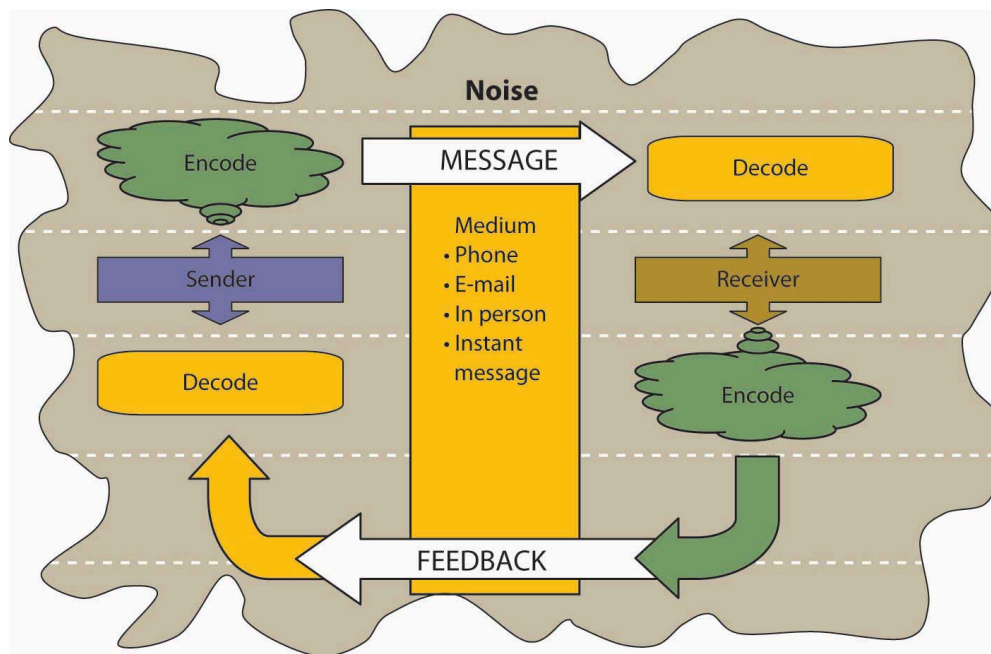 Noise
Encode
MESSAGE
Decode
Medium
• Phone
• E-mail
• In person
• Instant
message
Sender
Receiver
Decode
Encode
FEEDBACK